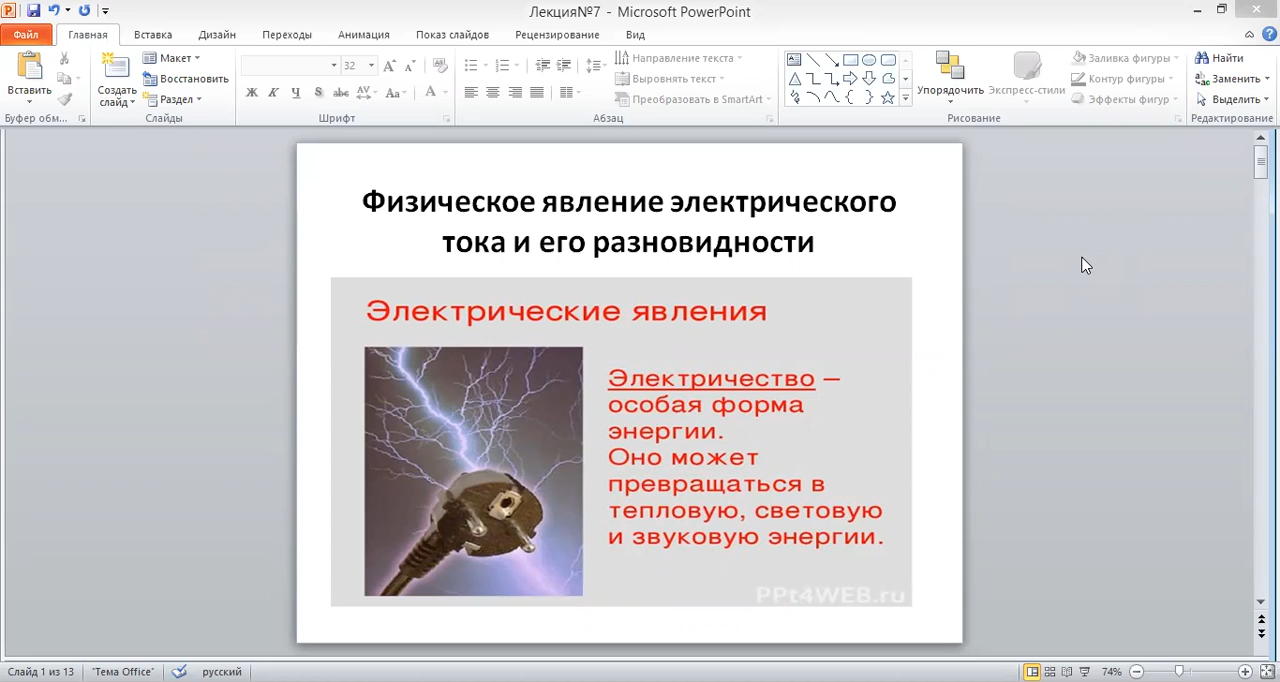 Лекция№7 - Microsoft PowerPoint
Файл Главная Вставка Дизайн Переходы Анимация Показ слайдов Рецензирование Вид
Вставить
Буфер обм...
Создать слайд
Макет
Восстановить
Раздел
Слайды
32
Ж К Ч S abc AV Aa A
Шрифт
Направление текста
Выровнять текст
Преобразовать в SmartArt
Абзац
Упорядочить
Экспресс-стили
Заливка фигуры
Контур фигуры
Эффекты фигур
Рисование
Найти
Заменить
Выделить
Редактирование
Физическое явление электрического
тока и его разновидности
Электрические явления
Электричество –
особая форма
энергии.
Оно может
превращаться в
тепловую, световую
и звуковую энергии.
PPt4WEB.ru
Слайд 1 из 13 "Тема Office" русский 74%